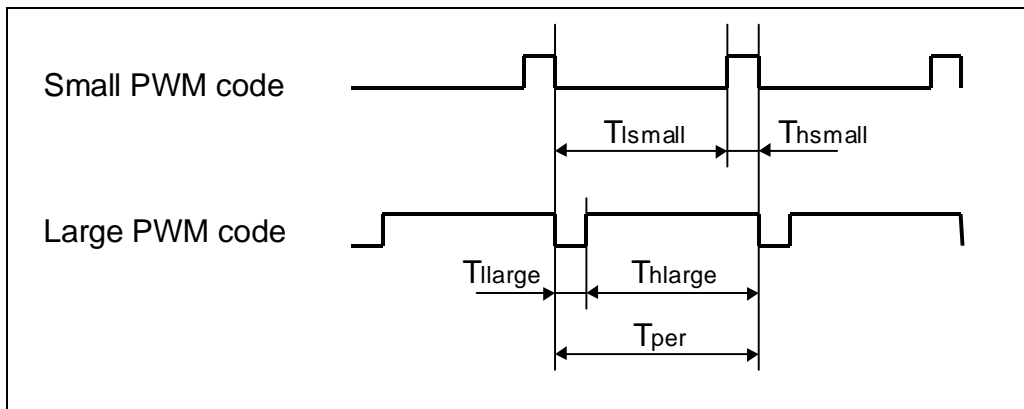 Small PWM code
Tlsmall
Thsmall
Large PWM code
Tllarge
Thlarge
Tper